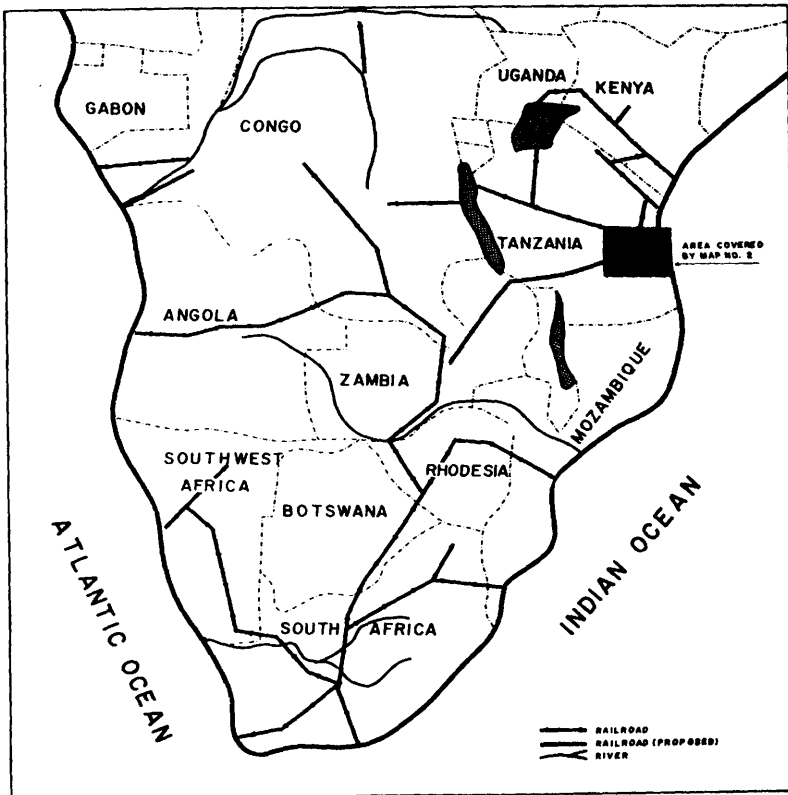 UGANDA
KENYA
GABON
CONGO
TANZANIA
AREA COVERED
BY MAP NO. 2
ANGOLA
ZAMBIA
MOZAMBIQUE
SOUTHWEST
AFRICA
RHODESIA
BOTSWANA
ATLANTIC OCEAN
INDIAN OCEAN
SOUTH AFRICA
RAILROAD
RAILROAD (PROPOSED)
RIVER